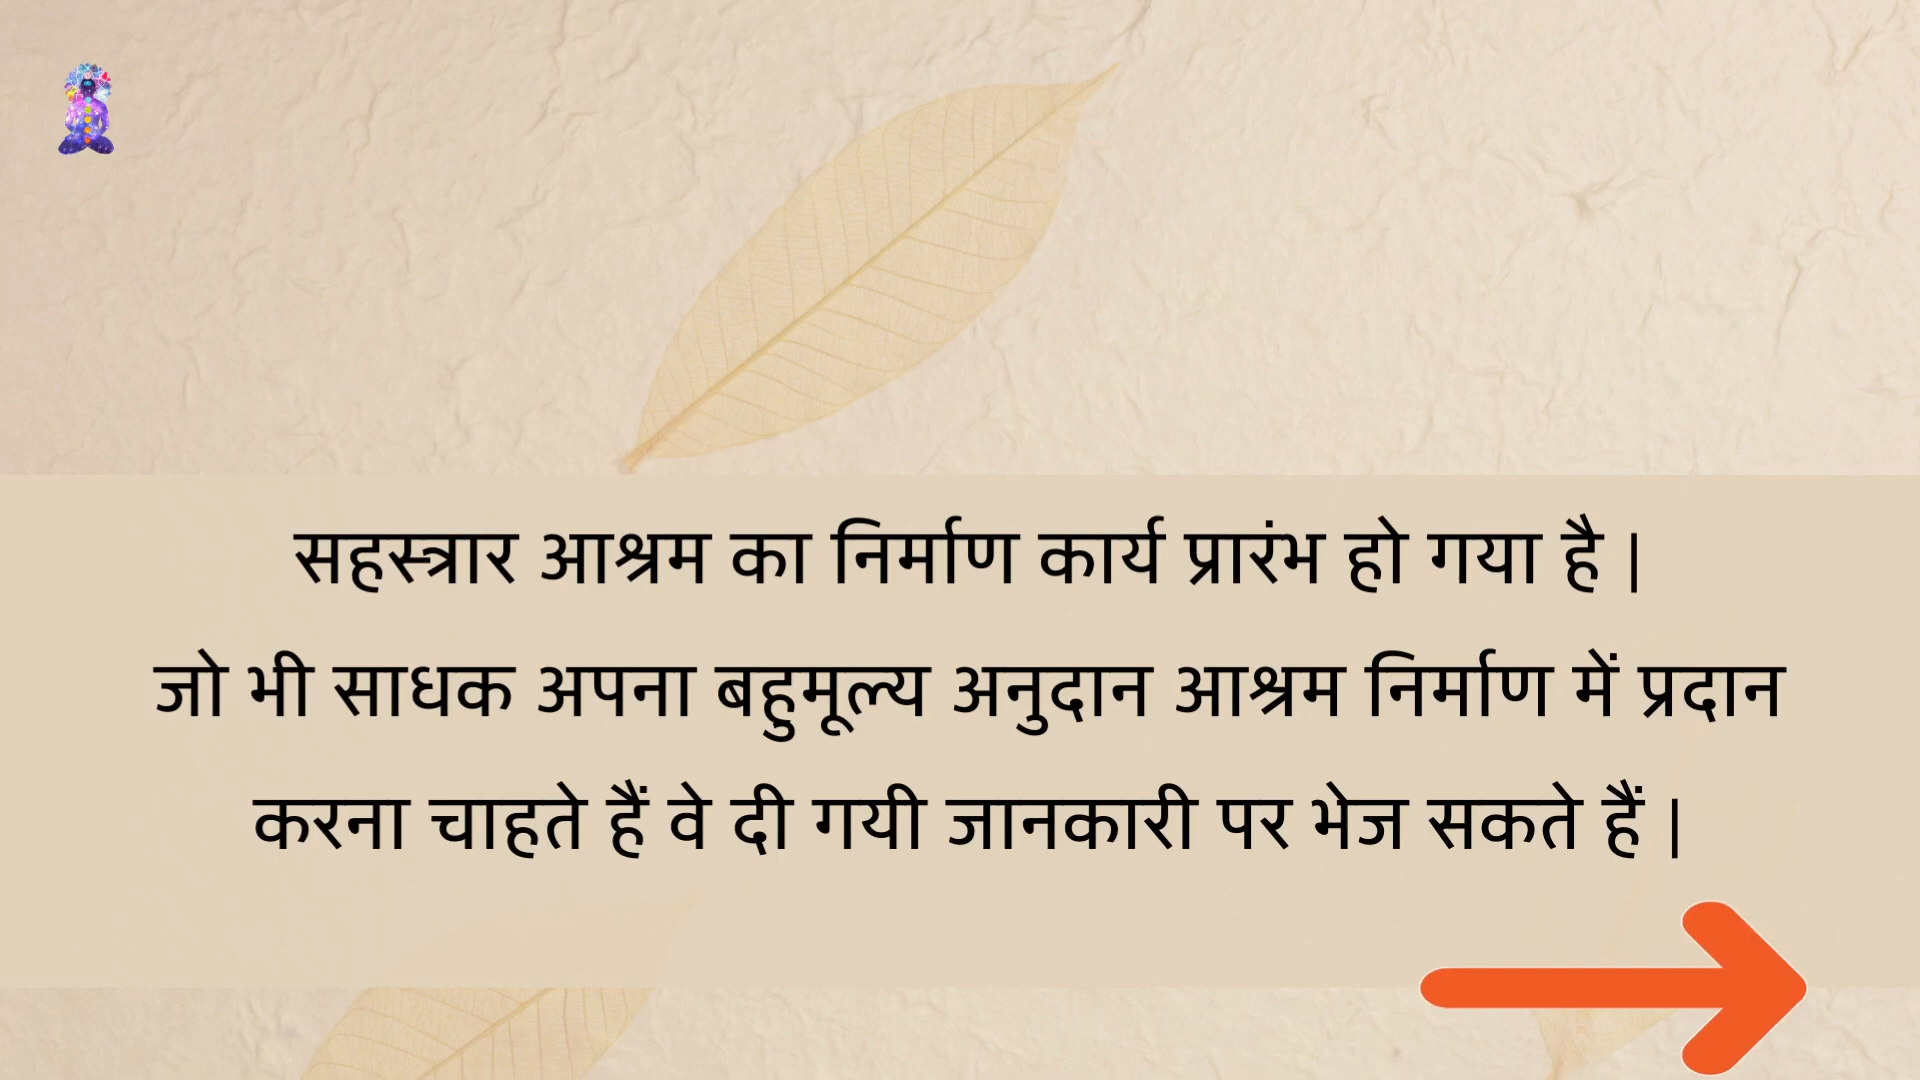 सहस्त्रार आश्रम का निर्माण कार्य प्रारंभ हो गया है |
जो भी साधक अपना बहुमूल्य अनुदान आश्रम निर्माण में प्रदान
करना चाहते हैं वे दी गयी जानकारी पर भेज सकते हैं |